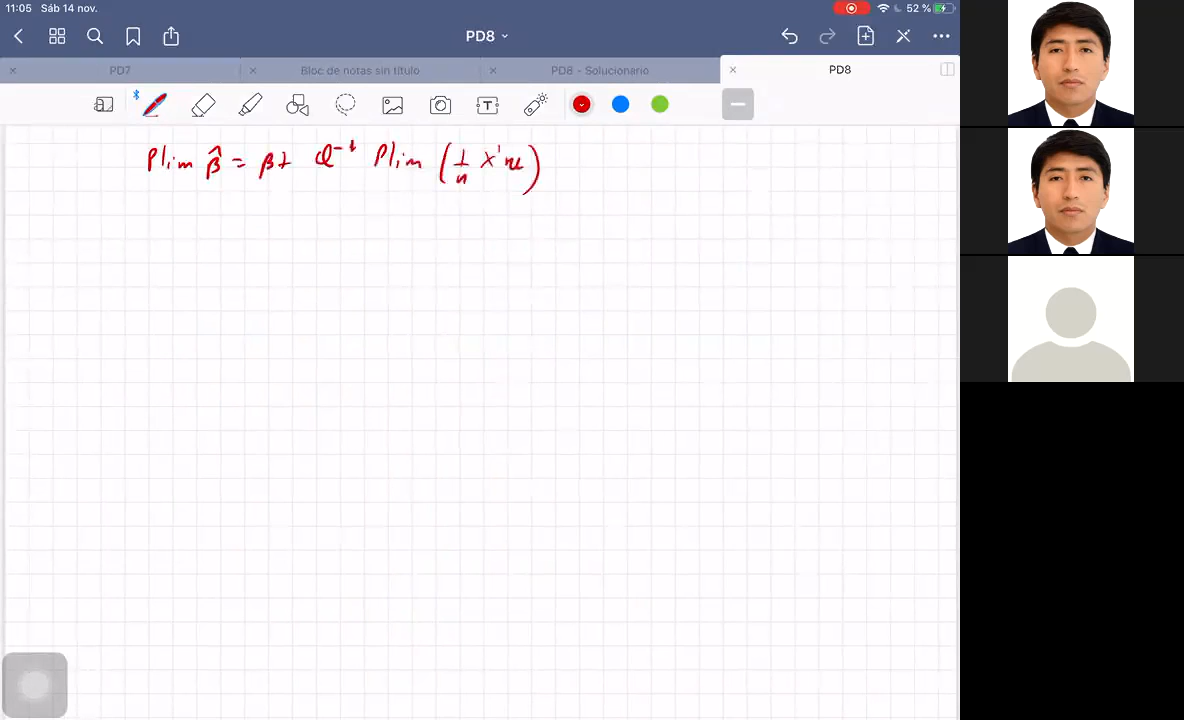 11:05 Sáb 14 nov. 52 %
PD8
PD7 Bloc de notas sin título PD8 - Solucionario PD8
T
Plim β̂ = β + Q⁻¹ Plim (1/n X'u)